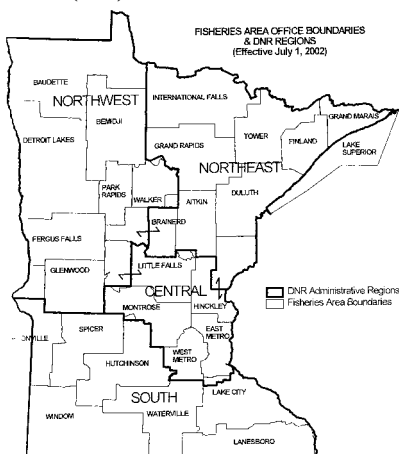 FISHERIES AREA OFFICE BOUNDARIES
& DNR REGIONS
(Effective July 1, 2002)
BAUDETTE
NORTHWEST
INTERNATIONAL FALLS
GRAND MARAIS
BEMIDJI
TOWER
FINLAND
DETROIT LAKES
GRAND RAPIDS
LAKE
SUPERIOR
NORTHEAST
PARK
RAPIDS
WALKER
AITKIN
DULUTH
BRAINERD
FERGUS FALLS
LITTLE FALLS
GLENWOOD
CENTRAL
HINCKLEY
MONTROSE
DNR Administrative Regions
Fisheries Area Boundaries
SPICER
EAST
METRO
ONVILLE
WEST
METRO
HUTCHINSON
SOUTH
LAKE CITY
WINDOM
WATERVILLE
LANESBORO